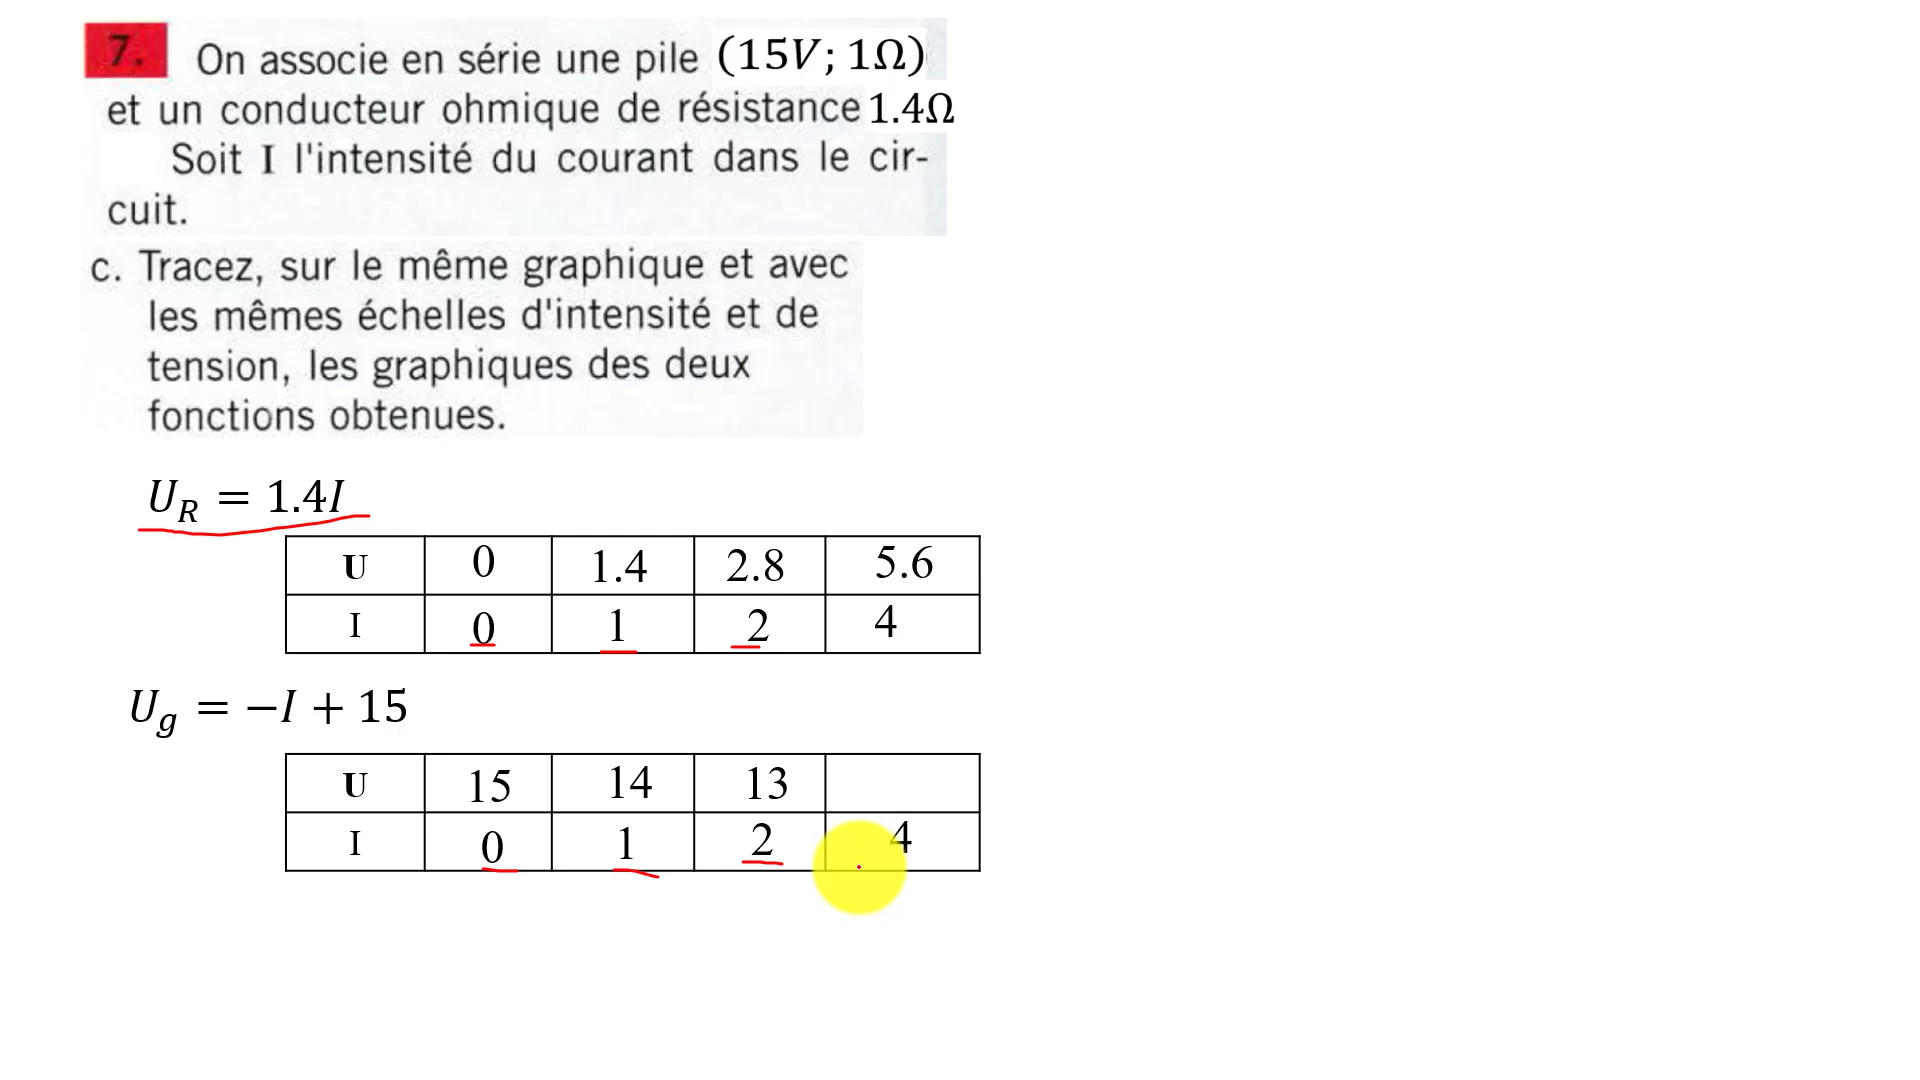 7. On associe en série une pile (15V; 1Ω)
et un conducteur ohmique de résistance 1.4Ω
Soit I l'intensité du courant dans le cir-
cuit.
c. Tracez, sur le même graphique et avec
les mêmes échelles d'intensité et de
tension, les graphiques des deux
fonctions obtenues.
U_R = 1.4I
U 0 1.4 2.8 5.6
I 0 1 2 4
U_g = −I + 15
U 15 14 13
I 0 1 2 4